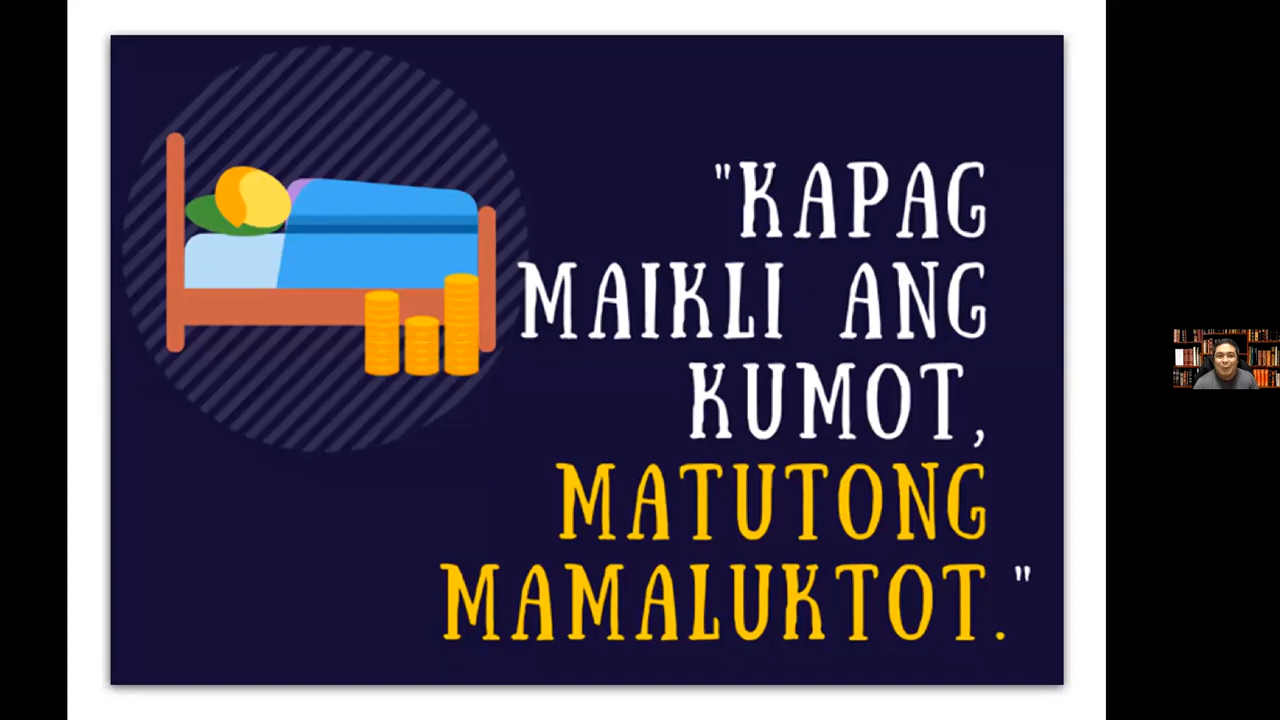 "KAPAG
MAIKLI ANG
KUMOT,
MATUTONG
MAMALUKTOT."